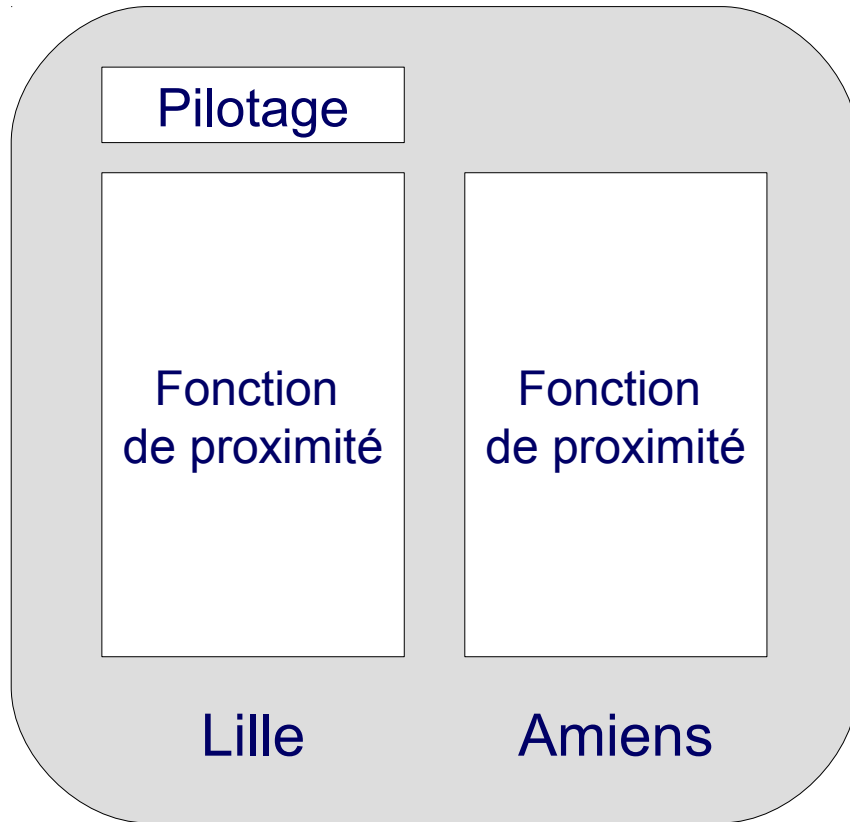 Pilotage
Fonction
de proximité
Fonction
de proximité
Lille
Amiens